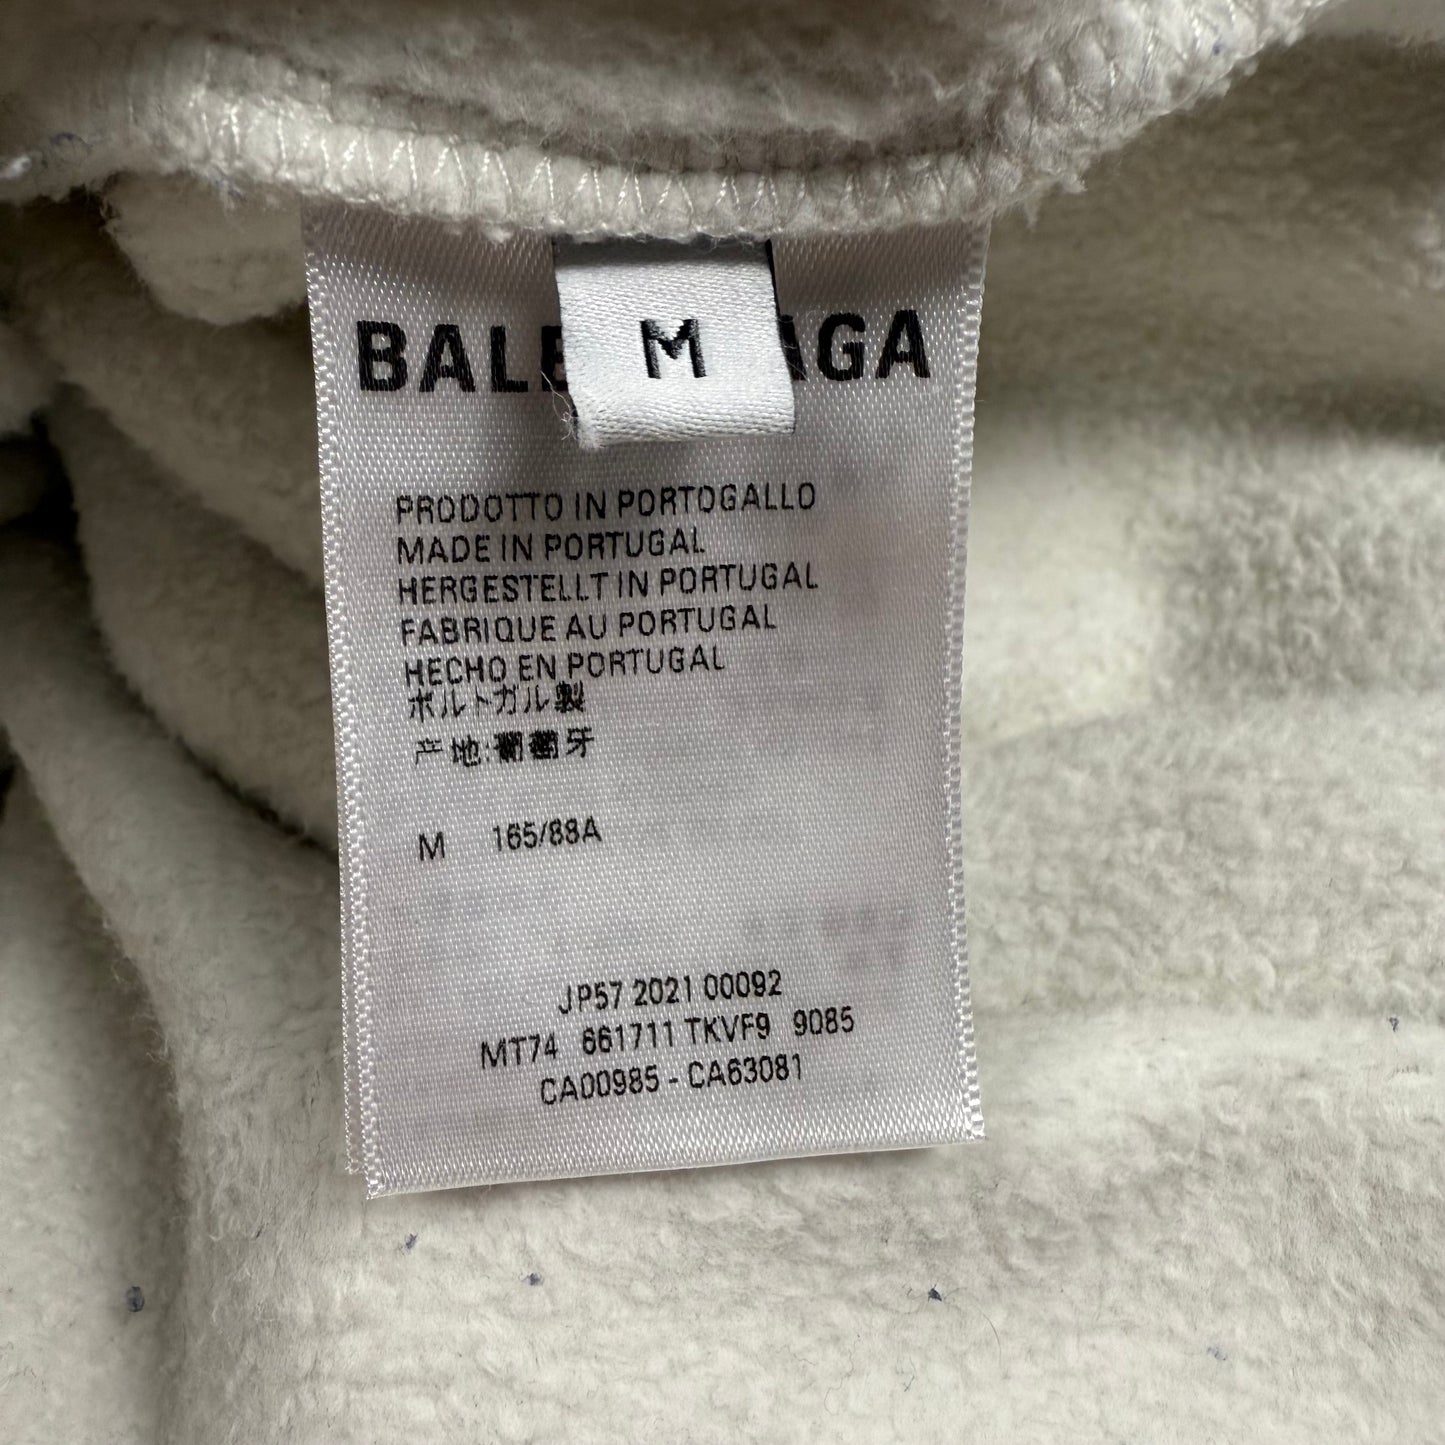 BALE AGA
M
PRODOTTO IN PORTOGALLO
MADE IN PORTUGAL
HERGESTELLT IN PORTUGAL
FABRIQUE AU PORTUGAL
HECHO EN PORTUGAL
ポルトガル製
产地:葡萄牙
M 165/88A
JP57 2021 00092
MT74 661711 TKVF9 9085
CA00985 - CA63081